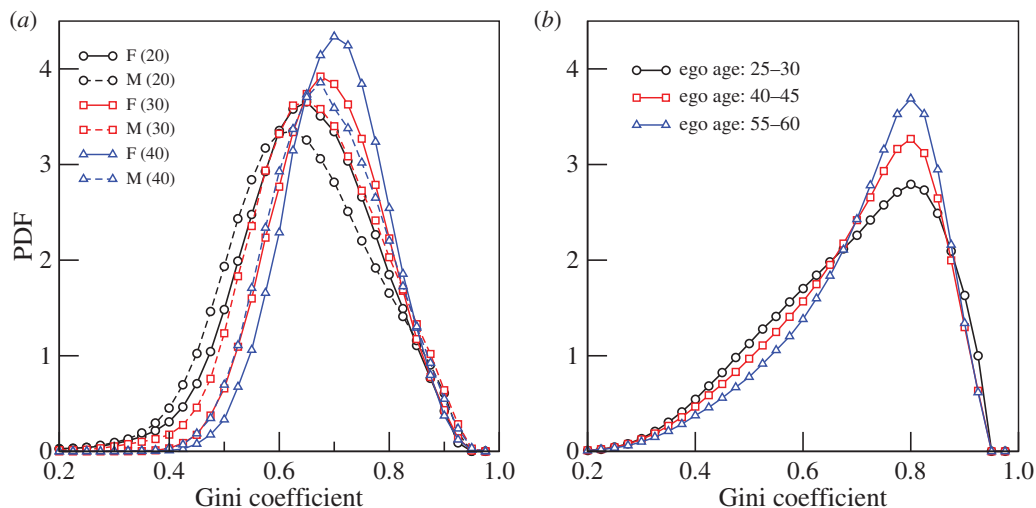 (a)
F (20)
M (20)
F (30)
M (30)
F (40)
M (40)
PDF
4
3
2
1
0
0.2 0.4 0.6 0.8 1.0
Gini coefficient
(b)
ego age: 25–30
ego age: 40–45
ego age: 55–60
4
3
2
1
0
0.2 0.4 0.6 0.8 1.0
Gini coefficient